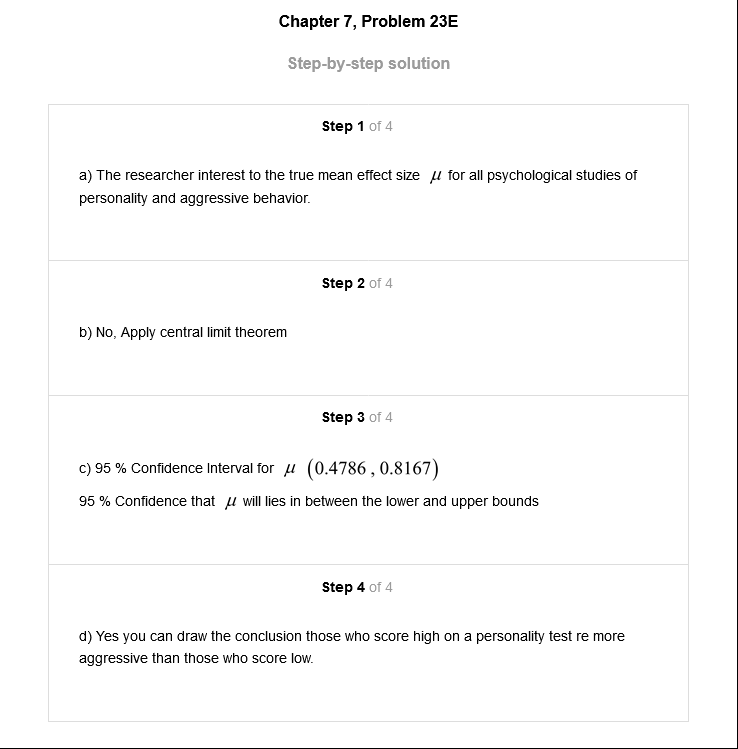 Chapter 7, Problem 23E
Step-by-step solution
Step 1 of 4
a) The researcher interest to the true mean effect size μ for all psychological studies of
personality and aggressive behavior.
Step 2 of 4
b) No, Apply central limit theorem
Step 3 of 4
c) 95 % Confidence Interval for μ (0.4786 , 0.8167)
95 % Confidence that μ will lies in between the lower and upper bounds
Step 4 of 4
d) Yes you can draw the conclusion those who score high on a personality test re more
aggressive than those who score low.